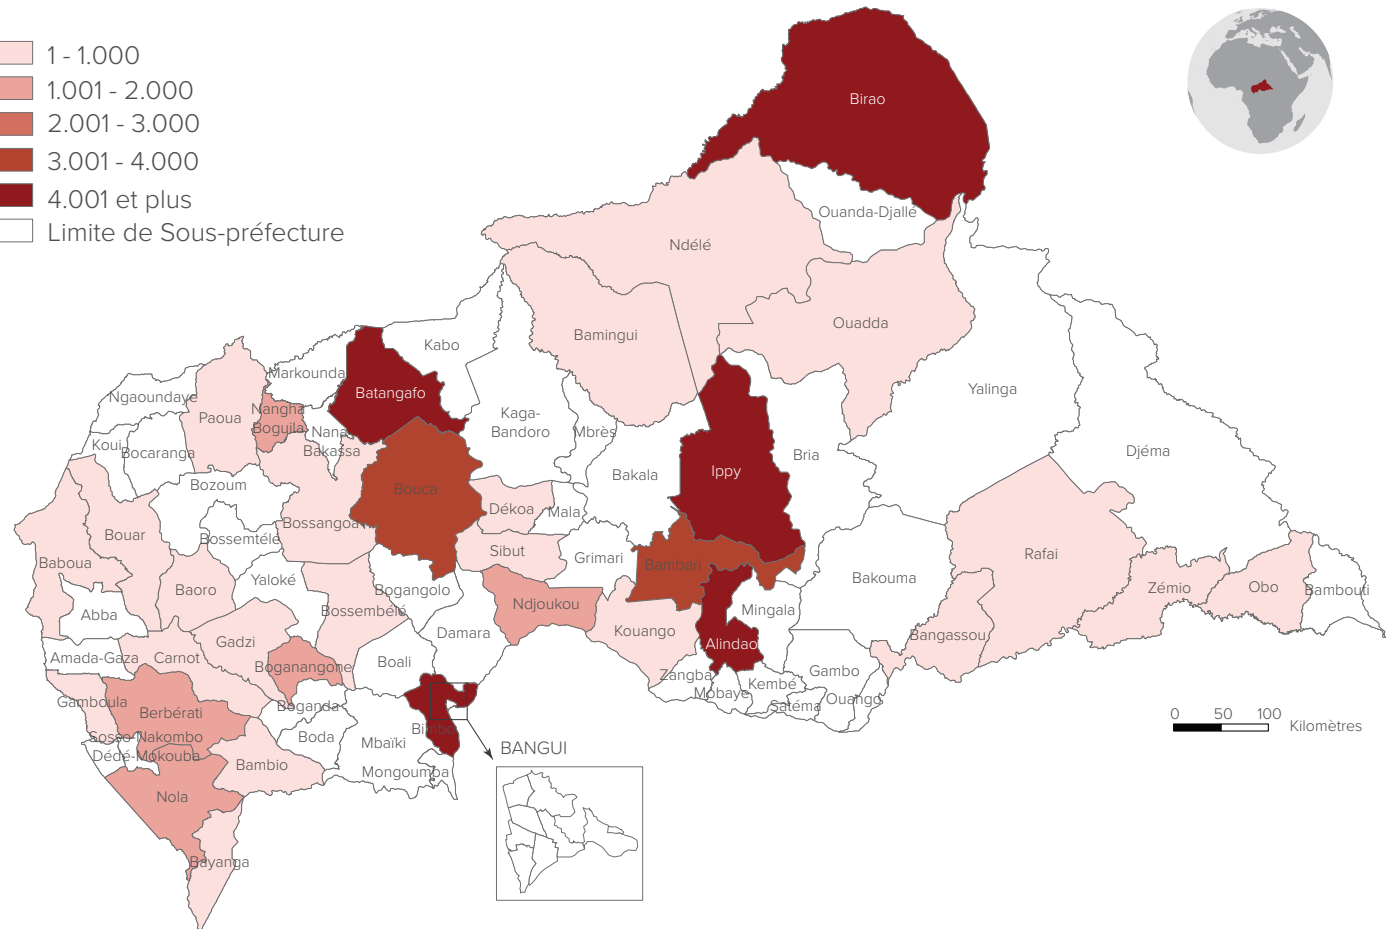 1 - 1.000
1.001 - 2.000
2.001 - 3.000
3.001 - 4.000
4.001 et plus
Limite de Sous-préfecture
Birao
Ouanda-Djallé
Ndélé
Ouadda
Bamingui
Kabo
Markounda
Batangafo
Yalinga
Ngaoundaye
Paoua
Nangha
Boguila
Nana
Bakassa
Kaga-
Bandoro
Mbrès
Koui
Bocaranga
Bria
Djéma
Bakala
Ippy
Bozoum
Bouca
Dékoa
Mala
Bossangoa
Bouar
Bossemtélé
Sibut
Grimari
Rafai
Baboua
Bambari
Yaloké
Bakouma
Zémio
Obo
Bambouti
Baoro
Bogangolo
Abba
Bossembélé
Ndjoukou
Mingala
Damara
Kouango
Bangassou
Gadzi
Alindao
Amada-Gaza
Carnot
Boganangone
Boali
Zangba
Gambo
Kembé
Mobaye
Satéma
Ouango
Gamboula
Berbérati
Boganda
Bimbo
0 50 100 Kilomètres
Sosso-Nakombo
Boda
Mbaïki
BANGUI
Dédé-Mokouba
Bambio
Mongoumba
Nola
Bayanga